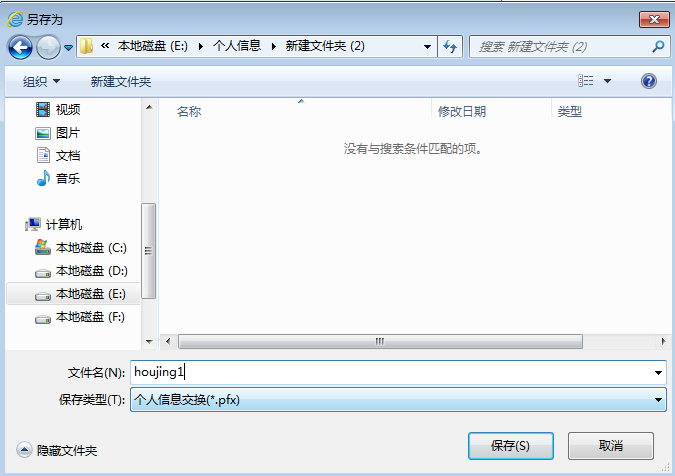 另存为
« 本地磁盘 (E:) 个人信息 新建文件夹 (2)
搜索 新建文件夹 (2)
组织 新建文件夹
名称 修改日期 类型
没有与搜索条件匹配的项。
视频
图片
文档
音乐
计算机
本地磁盘 (C:)
本地磁盘 (D:)
本地磁盘 (E:)
本地磁盘 (F:)
文件名(N): houjing1
保存类型(T): 个人信息交换(*.pfx)
隐藏文件夹
保存(S) 取消